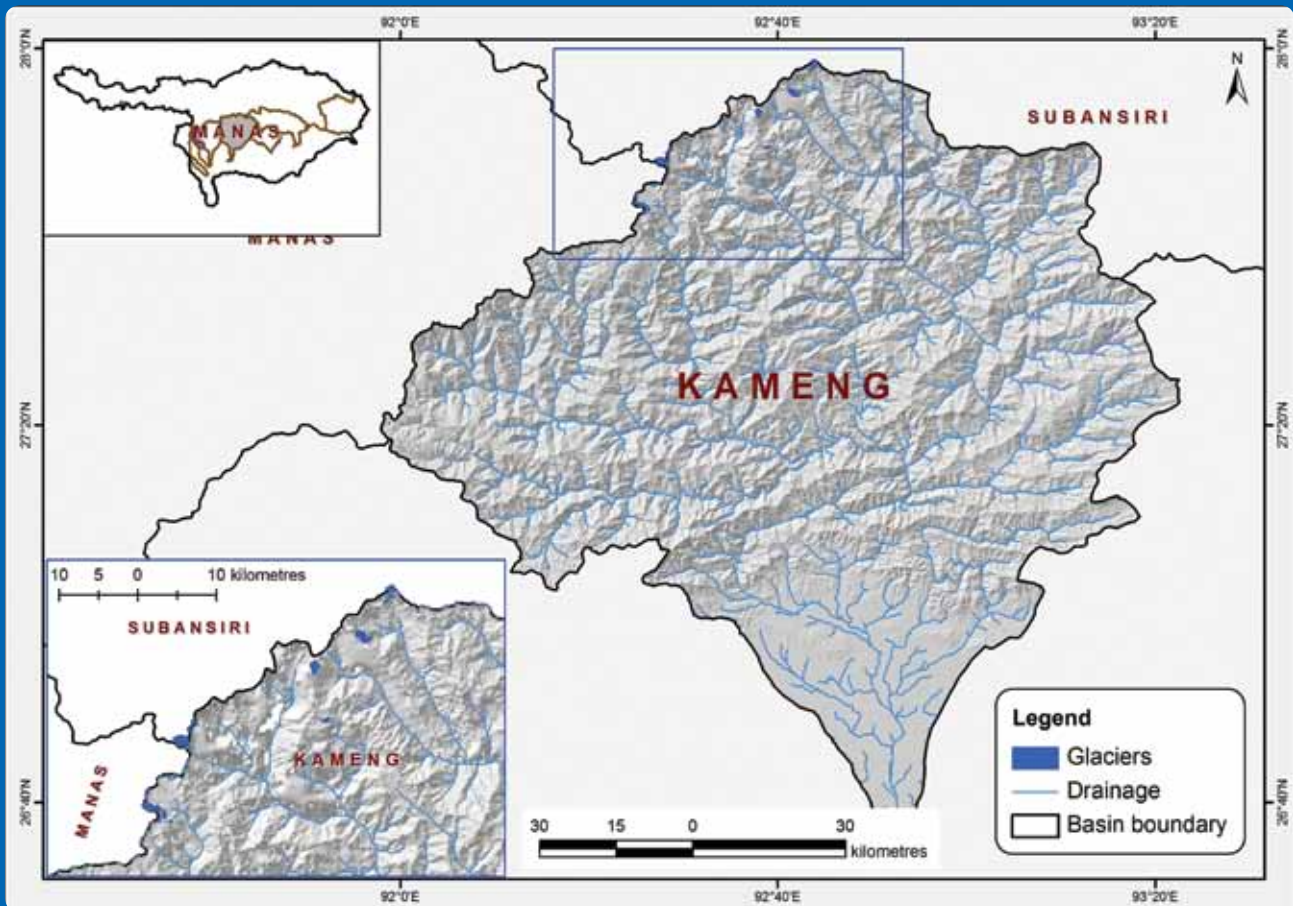 92°0'E 92°40'E 93°20'E
28°0'N 28°0'N
N
SUBANSIRI
MANAS
MANAS
KAMENG
27°20'N 27°20'N
10 5 0 10 kilometres
SUBANSIRI
KAMENG
MANAS
Legend
Glaciers
Drainage
Basin boundary
26°40'N 26°40'N
30 15 0 30 kilometres
92°0'E 92°40'E 93°20'E